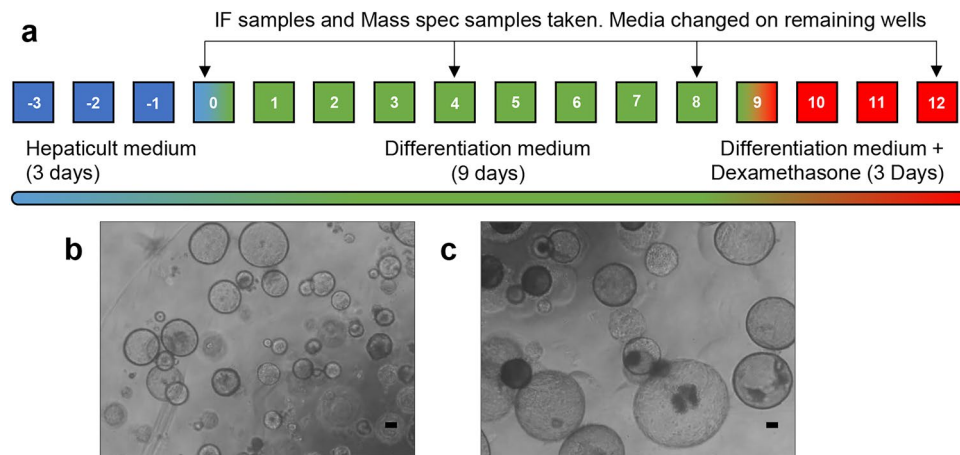 a
IF samples and Mass spec samples taken. Media changed on remaining wells
-3 -2 -1 0 1 2 3 4 5 6 7 8 9 10 11 12
Hepaticult medium
(3 days)
Differentiation medium
(9 days)
Differentiation medium +
Dexamethasone (3 Days)
b
c